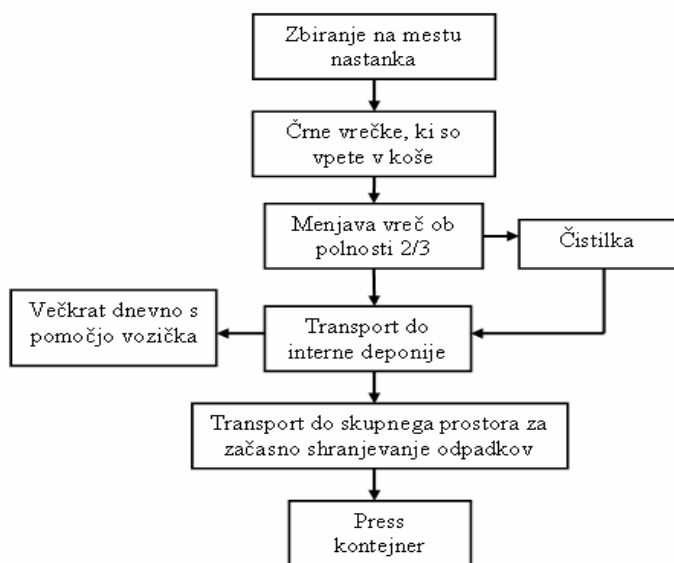 Zbiranje na mestu
nastanka
Črne vrečke, ki so
vpete v koše
Menjava vreč ob
polnosti 2/3
Čistilka
Večkrat dnevno s
pomočjo vozička
Transport do
interne deponije
Transport do skupnega prostora za
začasno shranjevanje odpadkov
Press
kontejner